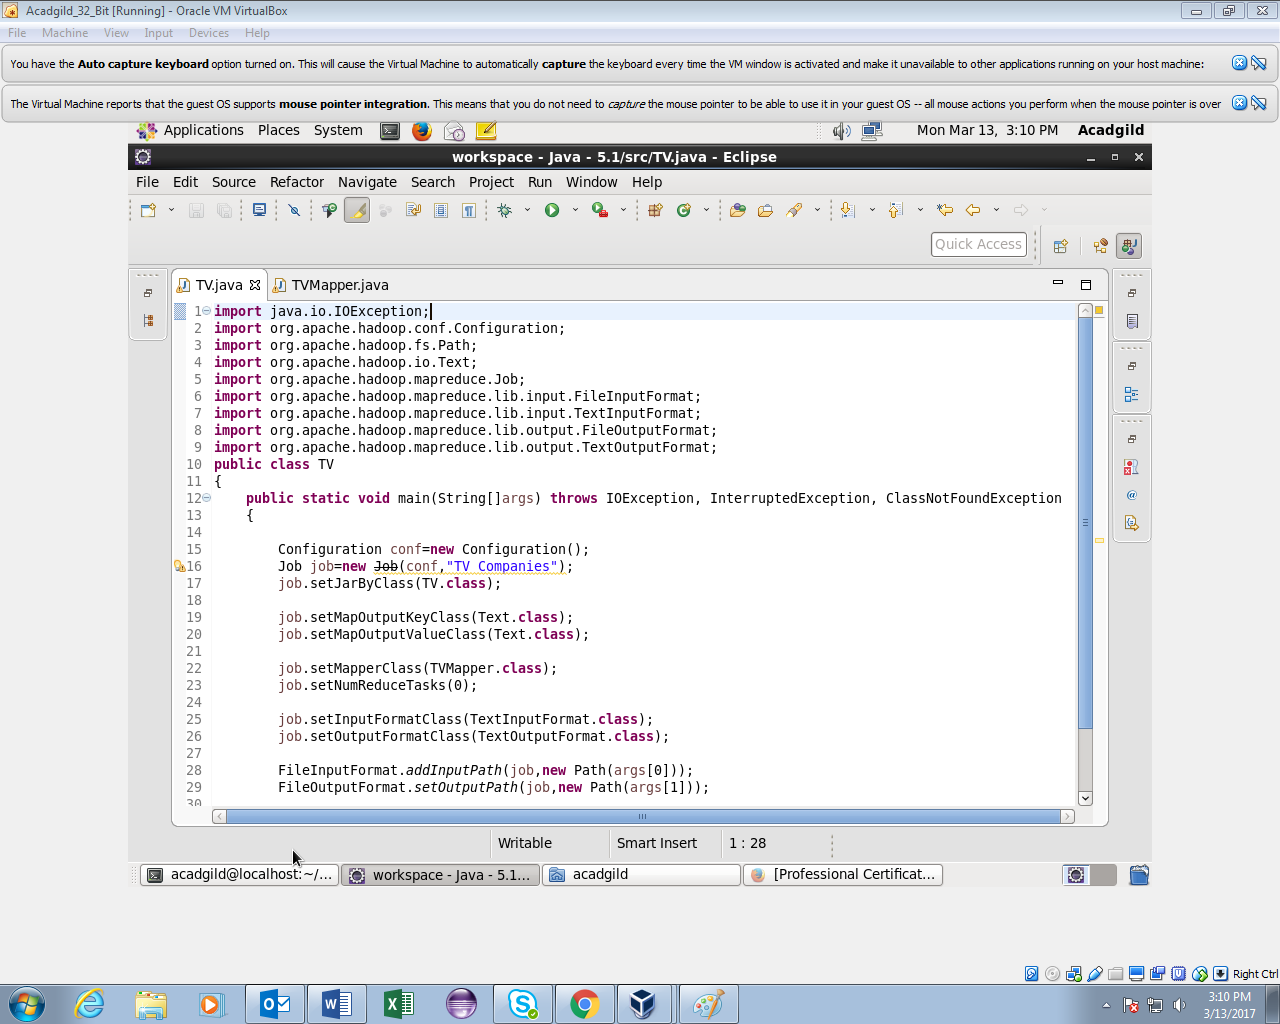 Acadgild_32_Bit [Running] - Oracle VM VirtualBox
File Machine View Input Devices Help
You have the Auto capture keyboard option turned on. This will cause the Virtual Machine to automatically capture the keyboard every time the VM window is activated and make it unavailable to other applications running on your host machine:
The Virtual Machine reports that the guest OS supports mouse pointer integration. This means that you do not need to capture the mouse pointer to be able to use it in your guest OS -- all mouse actions you perform when the mouse pointer is over
Applications Places System Mon Mar 13, 3:10 PM Acadgild
workspace - Java - 5.1/src/TV.java - Eclipse
File Edit Source Refactor Navigate Search Project Run Window Help
Quick Access
TV.java TVMapper.java
1 import java.io.IOException;
2 import org.apache.hadoop.conf.Configuration;
3 import org.apache.hadoop.fs.Path;
4 import org.apache.hadoop.io.Text;
5 import org.apache.hadoop.mapreduce.Job;
6 import org.apache.hadoop.mapreduce.lib.input.FileInputFormat;
7 import org.apache.hadoop.mapreduce.lib.input.TextInputFormat;
8 import org.apache.hadoop.mapreduce.lib.output.FileOutputFormat;
9 import org.apache.hadoop.mapreduce.lib.output.TextOutputFormat;
10 public class TV
11 {
12 public static void main(String[]args) throws IOException, InterruptedException, ClassNotFoundException
13 {
14
15 Configuration conf=new Configuration();
16 Job job=new Job(conf,"TV Companies");
17 job.setJarByClass(TV.class);
18
19 job.setMapOutputKeyClass(Text.class);
20 job.setMapOutputValueClass(Text.class);
21
22 job.setMapperClass(TVMapper.class);
23 job.setNumReduceTasks(0);
24
25 job.setInputFormatClass(TextInputFormat.class);
26 job.setOutputFormatClass(TextOutputFormat.class);
27
28 FileInputFormat.addInputPath(job,new Path(args[0]));
29 FileOutputFormat.setOutputPath(job,new Path(args[1]));
30
Writable Smart Insert 1 : 28
acadgild@localhost:~/... workspace - Java - 5.1... acadgild [Professional Certificat...
Right Ctrl
3:10 PM
3/13/2017